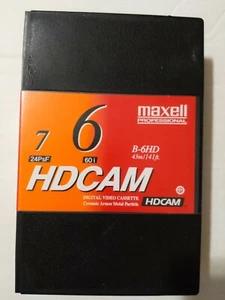 maxell
PROFESSIONAL
7 6
24PsF 60i
B-6HD
43m/141ft.
HDCAM
DIGITAL VIDEO CASSETTE
Ceramic Armor Metal Particle
HDCAM